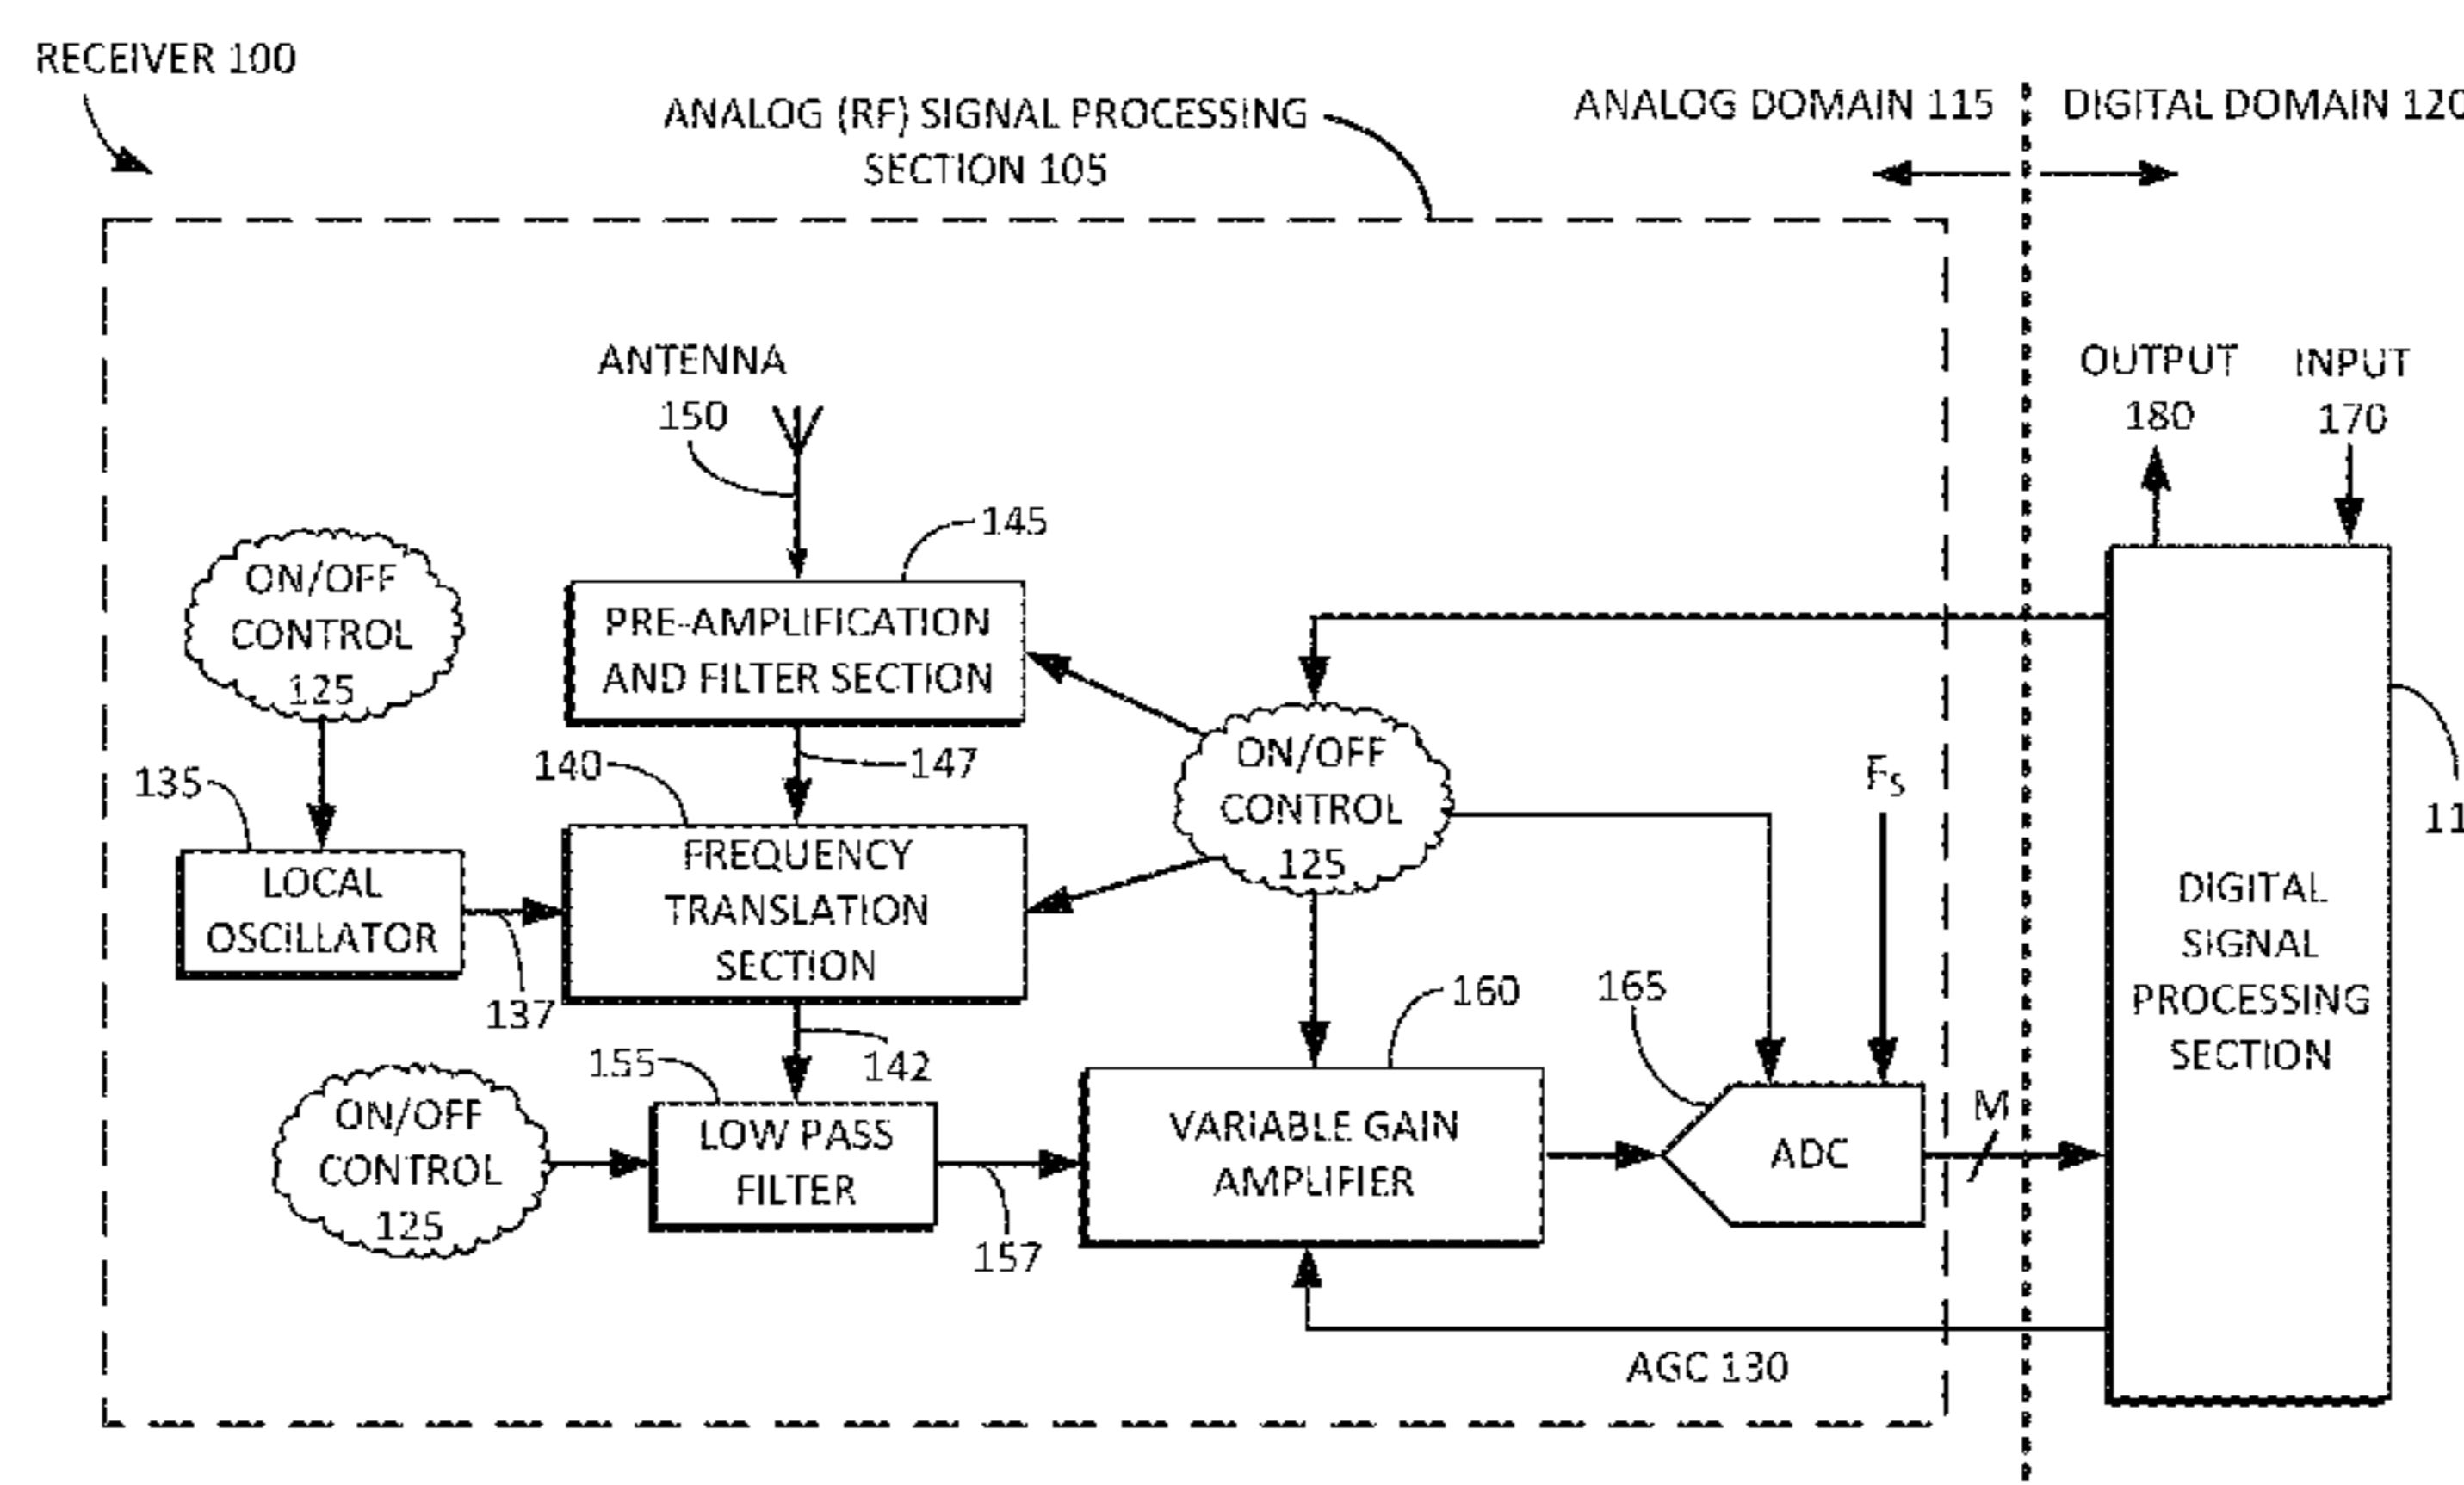 RECEIVER 100
ANALOG (RF) SIGNAL PROCESSING
SECTION 105
ANALOG DOMAIN 115
DIGITAL DOMAIN 120
ANTENNA
150
OUTPUT
180
INPUT
170
145
ON/OFF
CONTROL
125
PRE-AMPLIFICATION
AND FILTER SECTION
135
140
147
ON/OFF
CONTROL
125
FS
11
LOCAL
OSCILLATOR
FREQUENCY
TRANSLATION
SECTION
137
DIGITAL
SIGNAL
PROCESSING
SECTION
155
142
160
165
ON/OFF
CONTROL
125
LOW PASS
FILTER
VARIABLE GAIN
AMPLIFIER
ADC
M
157
AGC 130